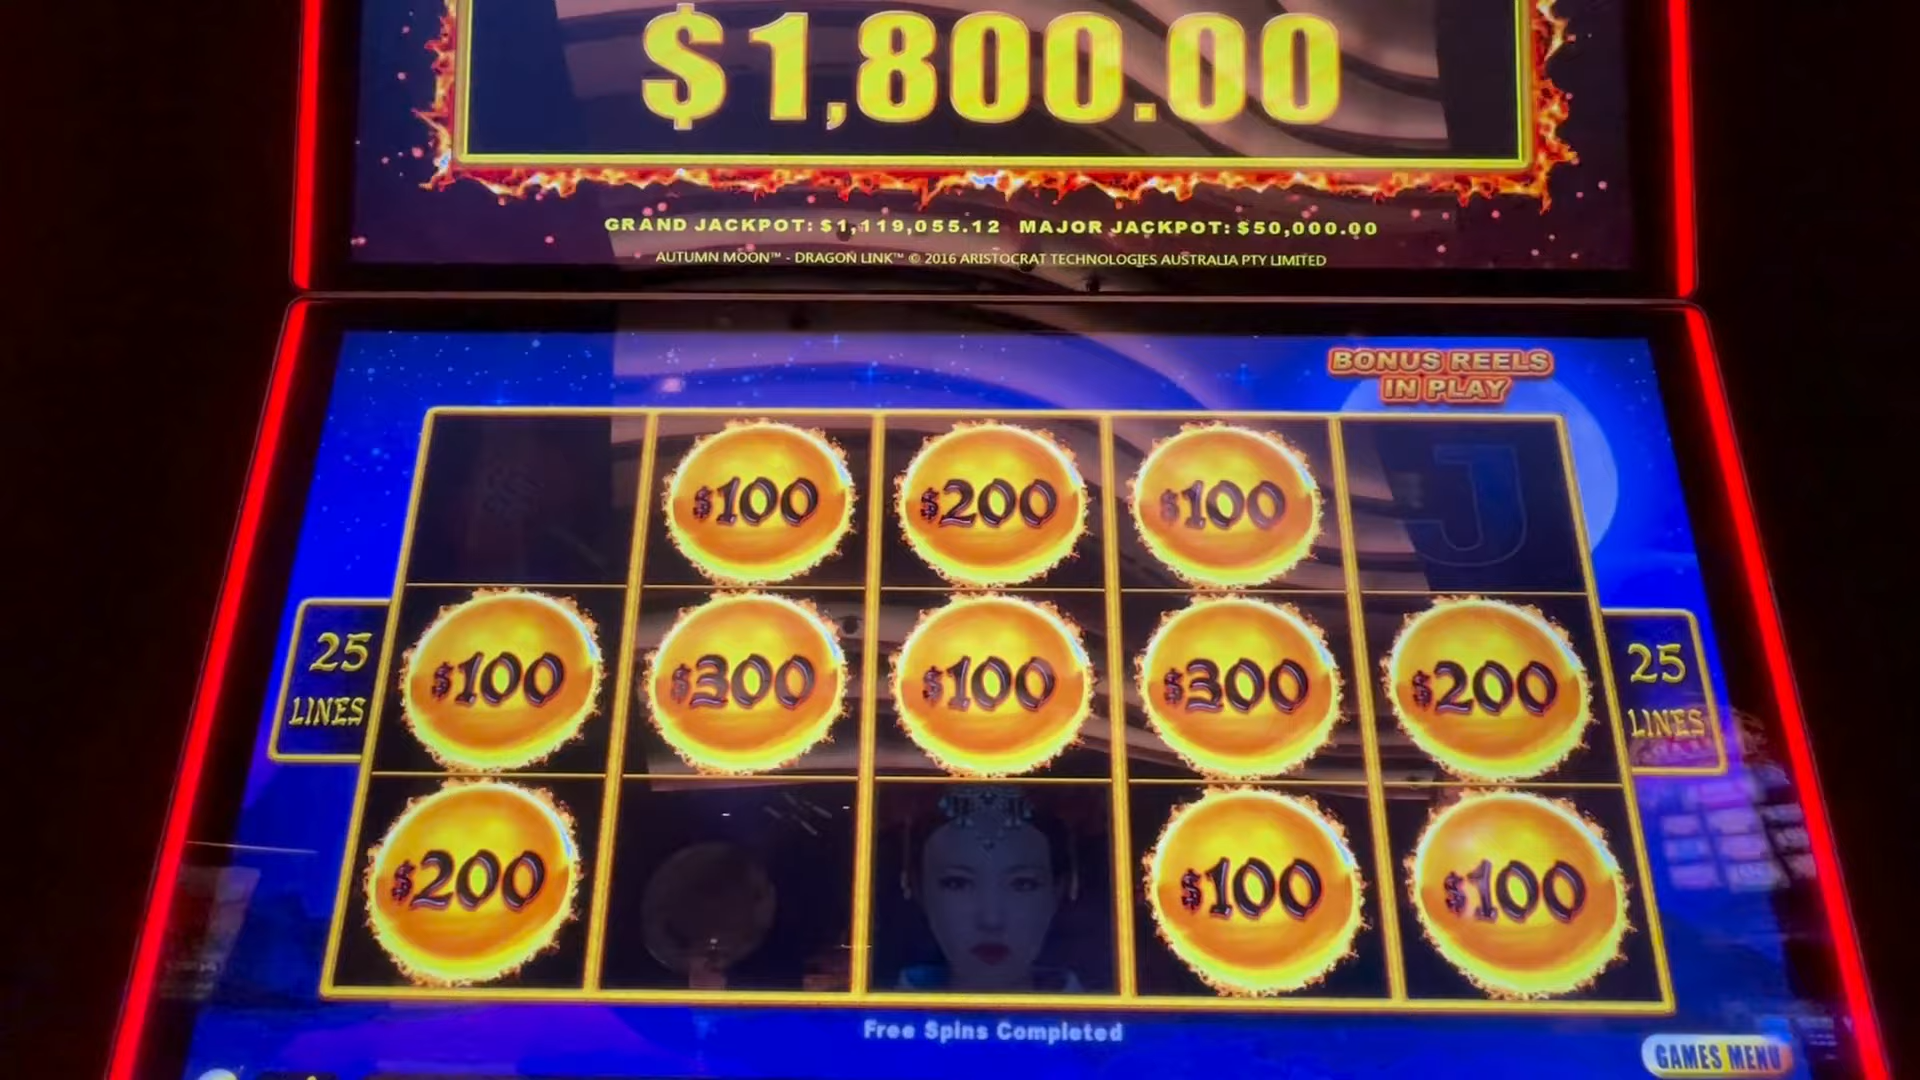 $1,800.00
GRAND JACKPOT: $1,119,055.12 MAJOR JACKPOT: $50,000.00
AUTUMN MOON™ - DRAGON LINK™ © 2016 ARISTOCRAT TECHNOLOGIES AUSTRALIA PTY LIMITED
BONUS REELS
IN PLAY
$100 $200 $100 J
25 LINES
$100 $300 $100 $300 $200
25 LINES
$200 $100 $100
Free Spins Completed
GAMES MENU